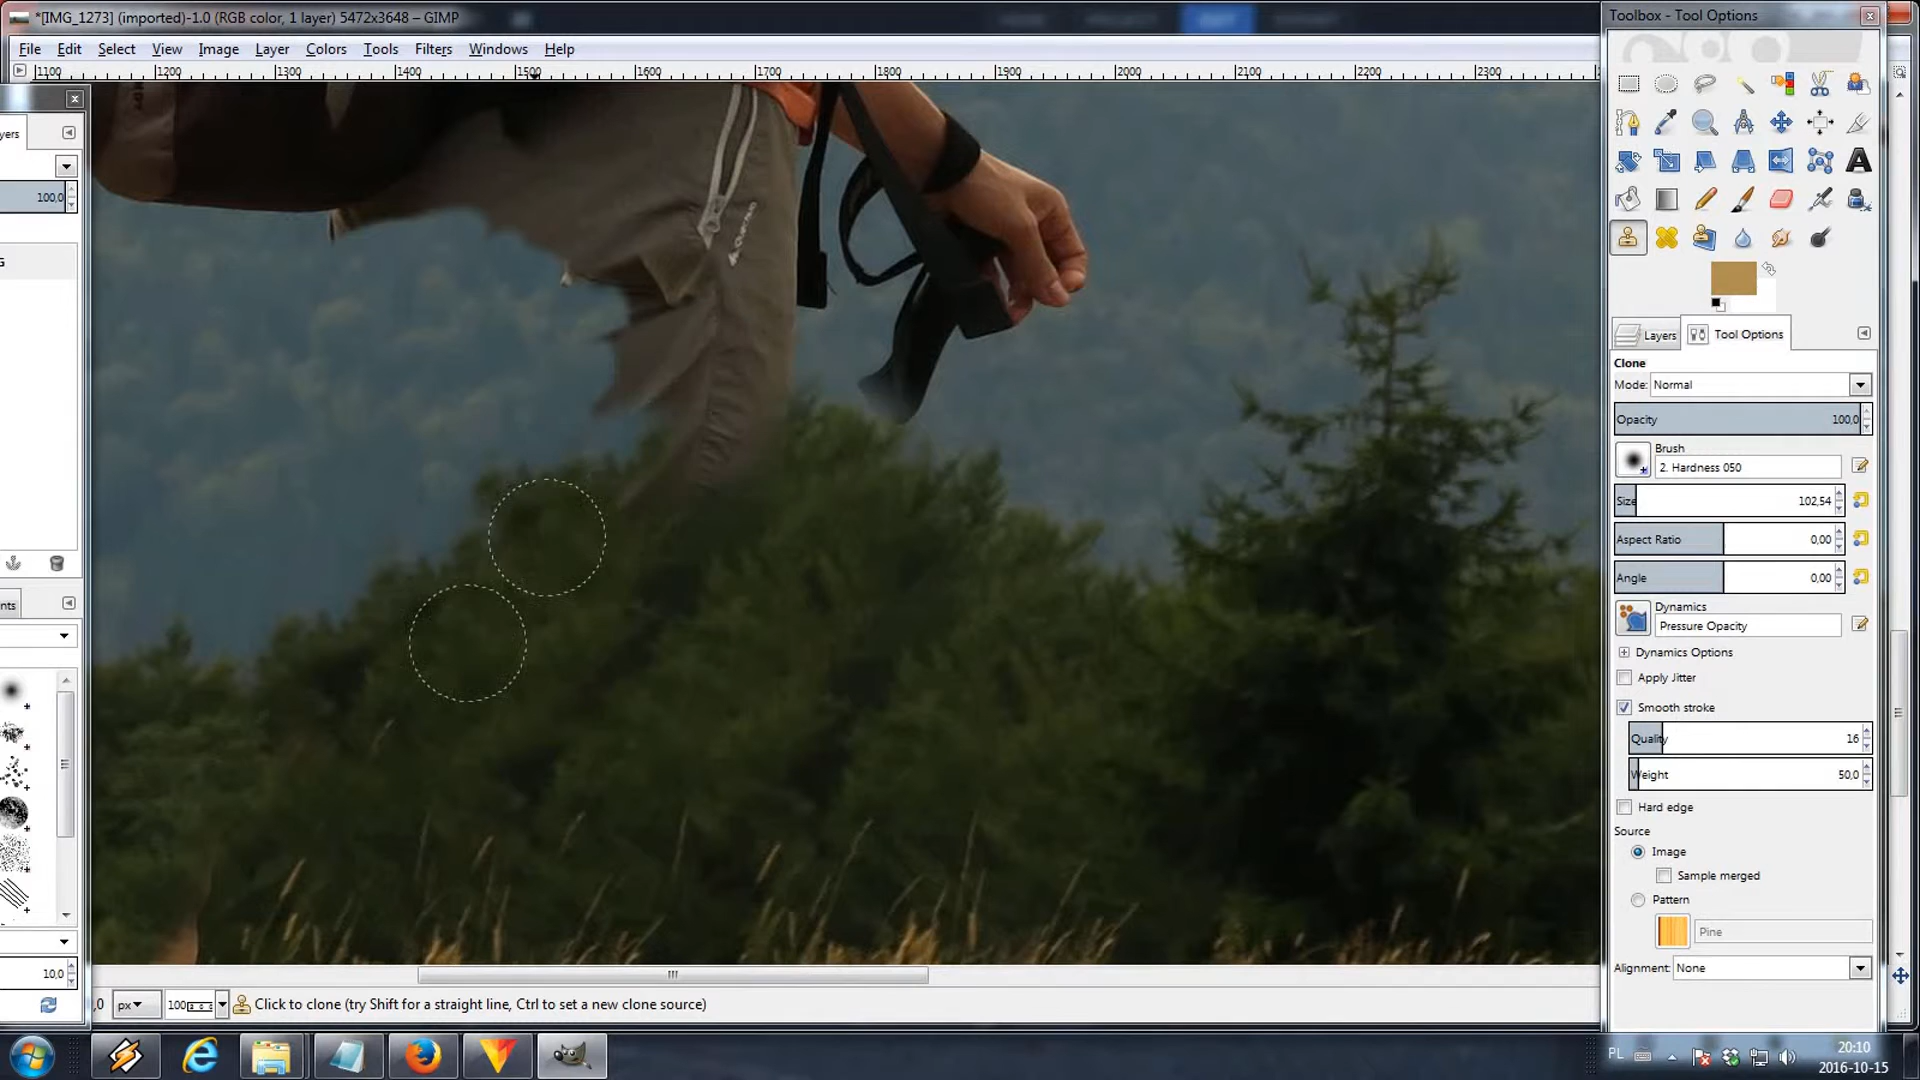 *[IMG_1273] (imported)-1.0 (RGB color, 1 layer) 5472x3648 – GIMP
Toolbox - Tool Options
File Edit Select View Image Layer Colors Tools Filters Windows Help
1100 1200 1300 1400 1500 1600 1700 1800 1900 2000 2100 2200 2300
yers
100,0
G
nts
10,0
Layers Tool Options
Clone
Mode: Normal
Opacity 100,0
Brush
2. Hardness 050
Size 102,54
Aspect Ratio 0,00
Angle 0,00
Dynamics
Pressure Opacity
Dynamics Options
Apply Jitter
Smooth stroke
Quality 16
Weight 50,0
Hard edge
Source
Image
Sample merged
Pattern
Pine
Alignment: None
,0 px 100 Click to clone (try Shift for a straight line, Ctrl to set a new clone source)
PL 20:10
2016-10-15